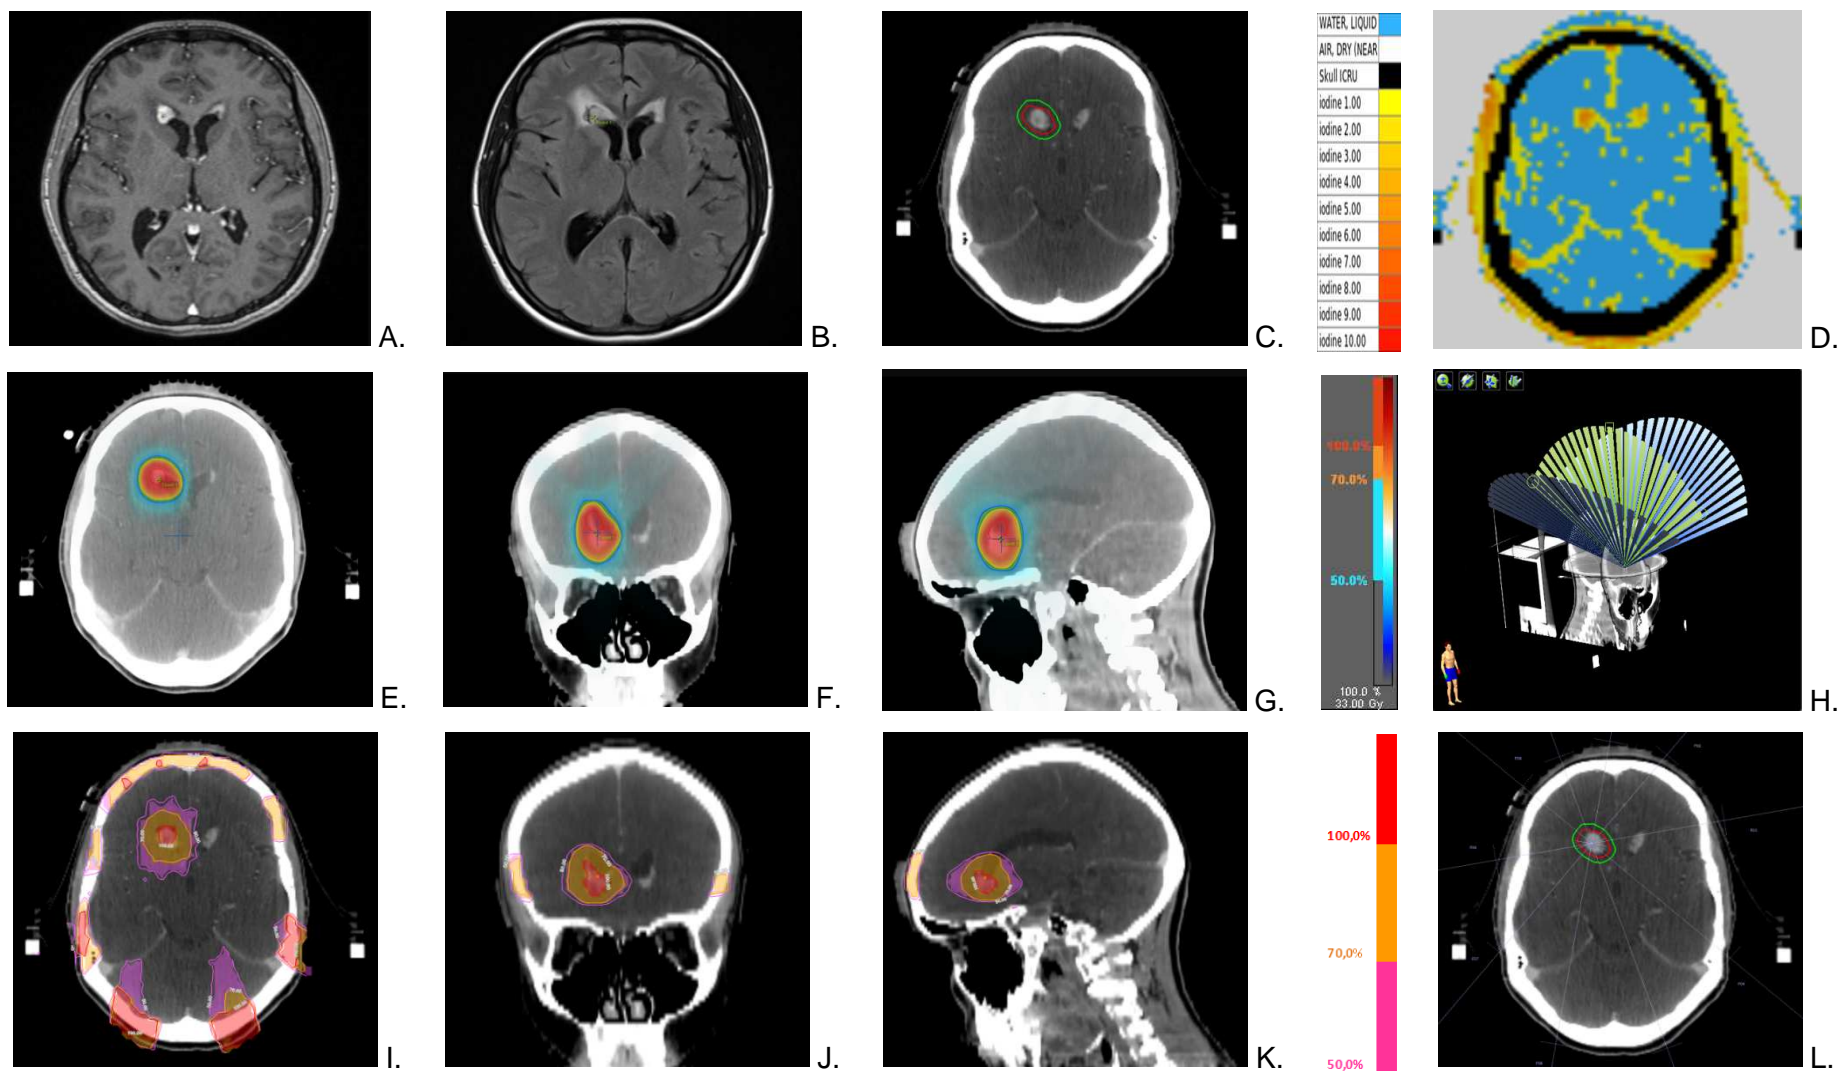 A.
B.
C.
WATER, LIQUID
AIR, DRY (NEAR
Skull ICRU
iodine 1.00
iodine 2.00
iodine 3.00
iodine 4.00
iodine 5.00
iodine 6.00
iodine 7.00
iodine 8.00
iodine 9.00
iodine 10.00
D.
E.
F.
G.
100.0%
70.0%
50.0%
100.0 %
33.00 Gy
H.
I.
J.
K.
100,0%
70,0%
50,0%
L.